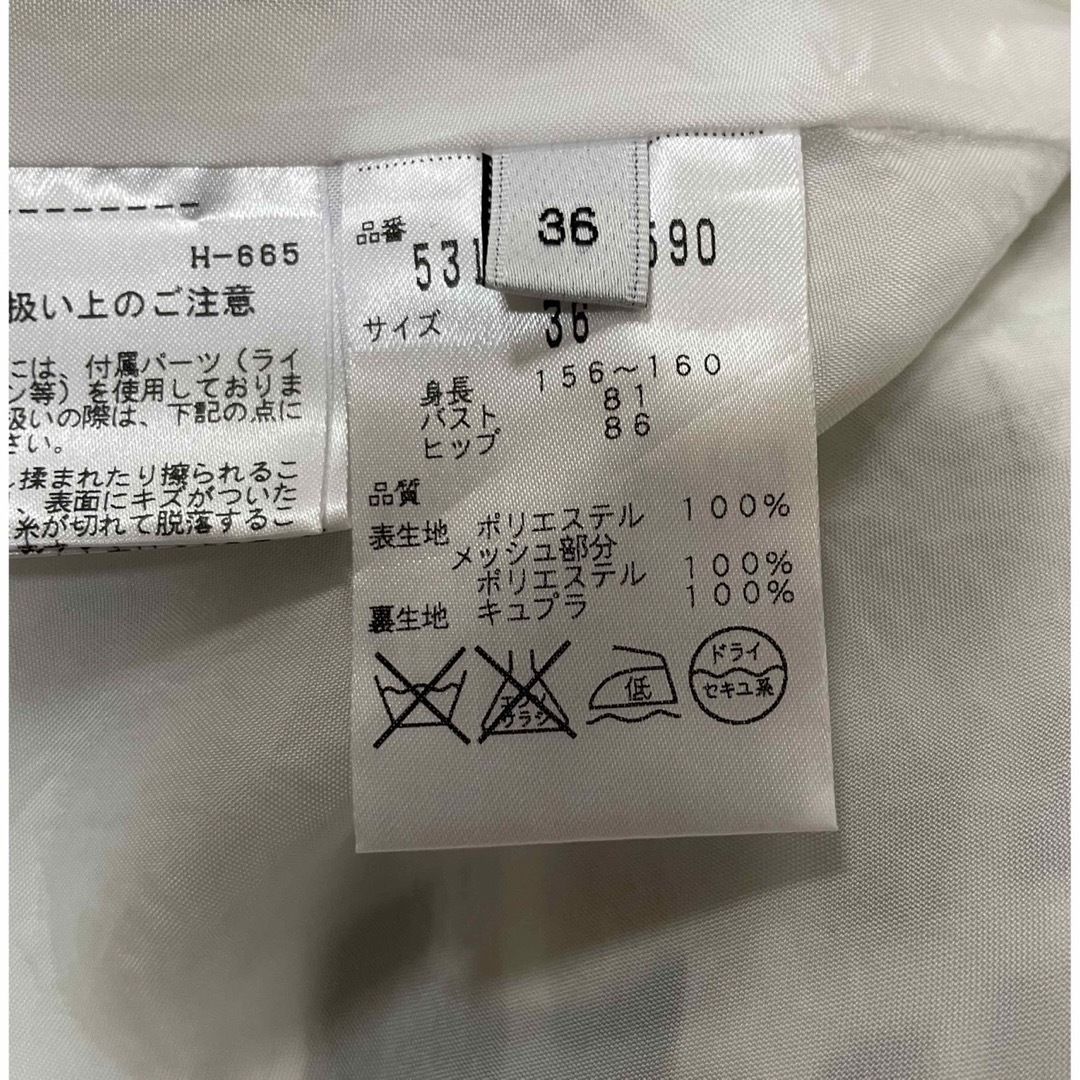 H-665
扱い上のご注意
には、付属パーツ（ライ
ン等）を使用しておりま
扱いの際は、下記の点に
さい。
揉まれたり擦られるこ
、表面にキズがついた
糸が切れて脱落するこ
36
品番 531 590
サイズ 36
身長 156〜160
バスト 81
ヒップ 86
品質
表生地 ポリエステル 100%
メッシュ部分
ポリエステル 100%
裏生地 キュプラ 100%
エンソ
サラシ
低
ドライ
セキユ系